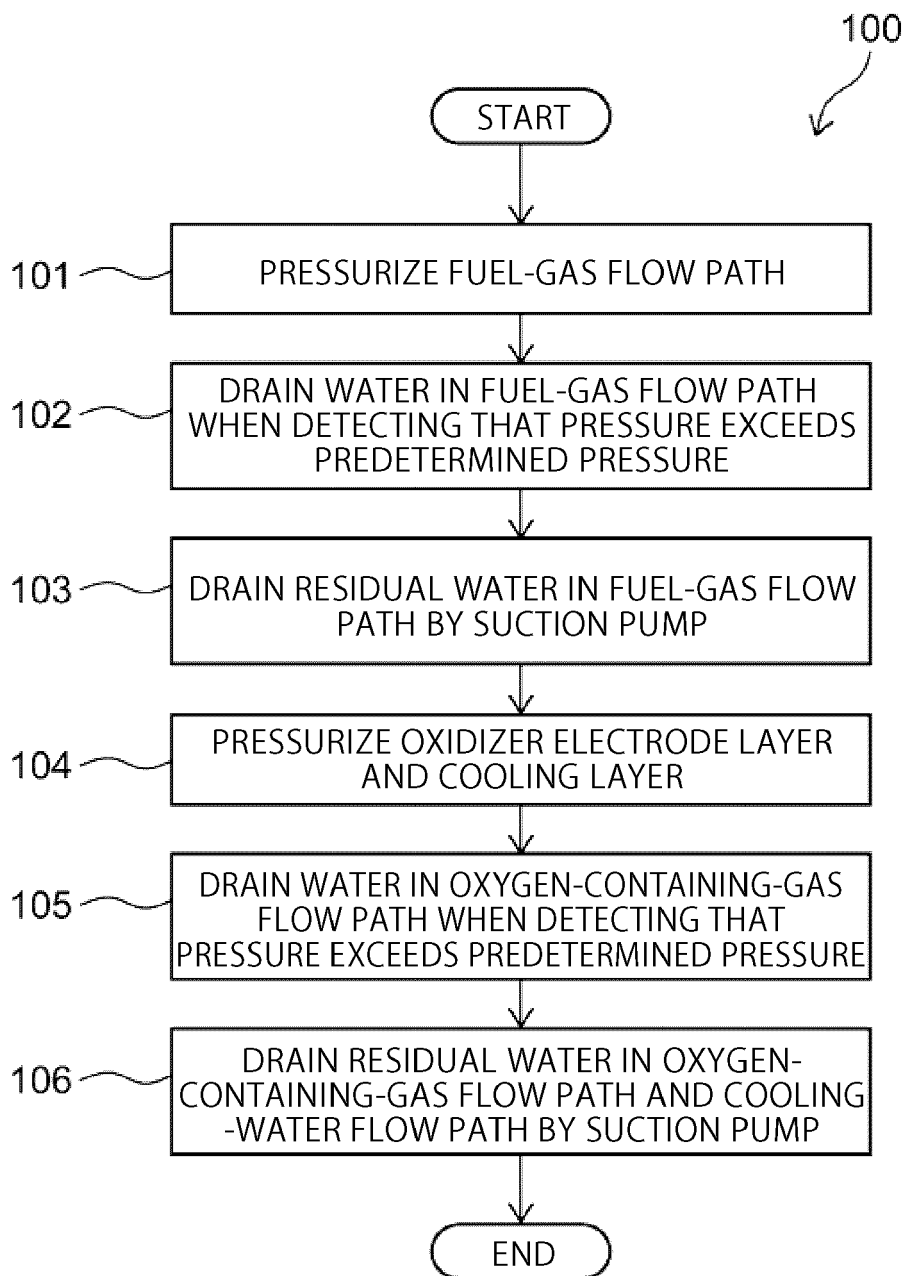 100
START
101
PRESSURIZE FUEL-GAS FLOW PATH
102
DRAIN WATER IN FUEL-GAS FLOW PATH
WHEN DETECTING THAT PRESSURE EXCEEDS
PREDETERMINED PRESSURE
103
DRAIN RESIDUAL WATER IN FUEL-GAS FLOW
PATH BY SUCTION PUMP
104
PRESSURIZE OXIDIZER ELECTRODE LAYER
AND COOLING LAYER
105
DRAIN WATER IN OXYGEN-CONTAINING-GAS
FLOW PATH WHEN DETECTING THAT
PRESSURE EXCEEDS PREDETERMINED PRESSURE
106
DRAIN RESIDUAL WATER IN OXYGEN-
CONTAINING-GAS FLOW PATH AND COOLING
-WATER FLOW PATH BY SUCTION PUMP
END